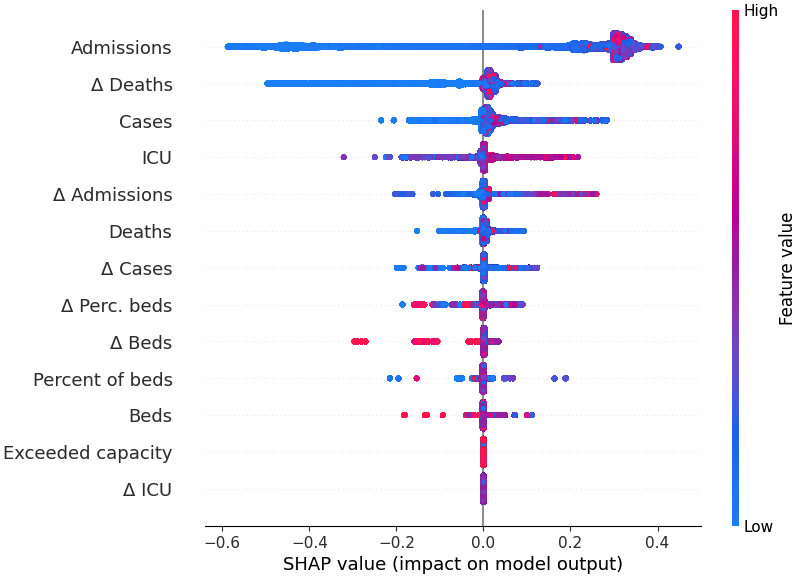 High
Admissions
Δ Deaths
Cases
ICU
Δ Admissions
Deaths
Δ Cases
Δ Perc. beds
Δ Beds
Percent of beds
Beds
Exceeded capacity
Δ ICU
Feature value
Low
−0.6 −0.4 −0.2 0.0 0.2 0.4
SHAP value (impact on model output)